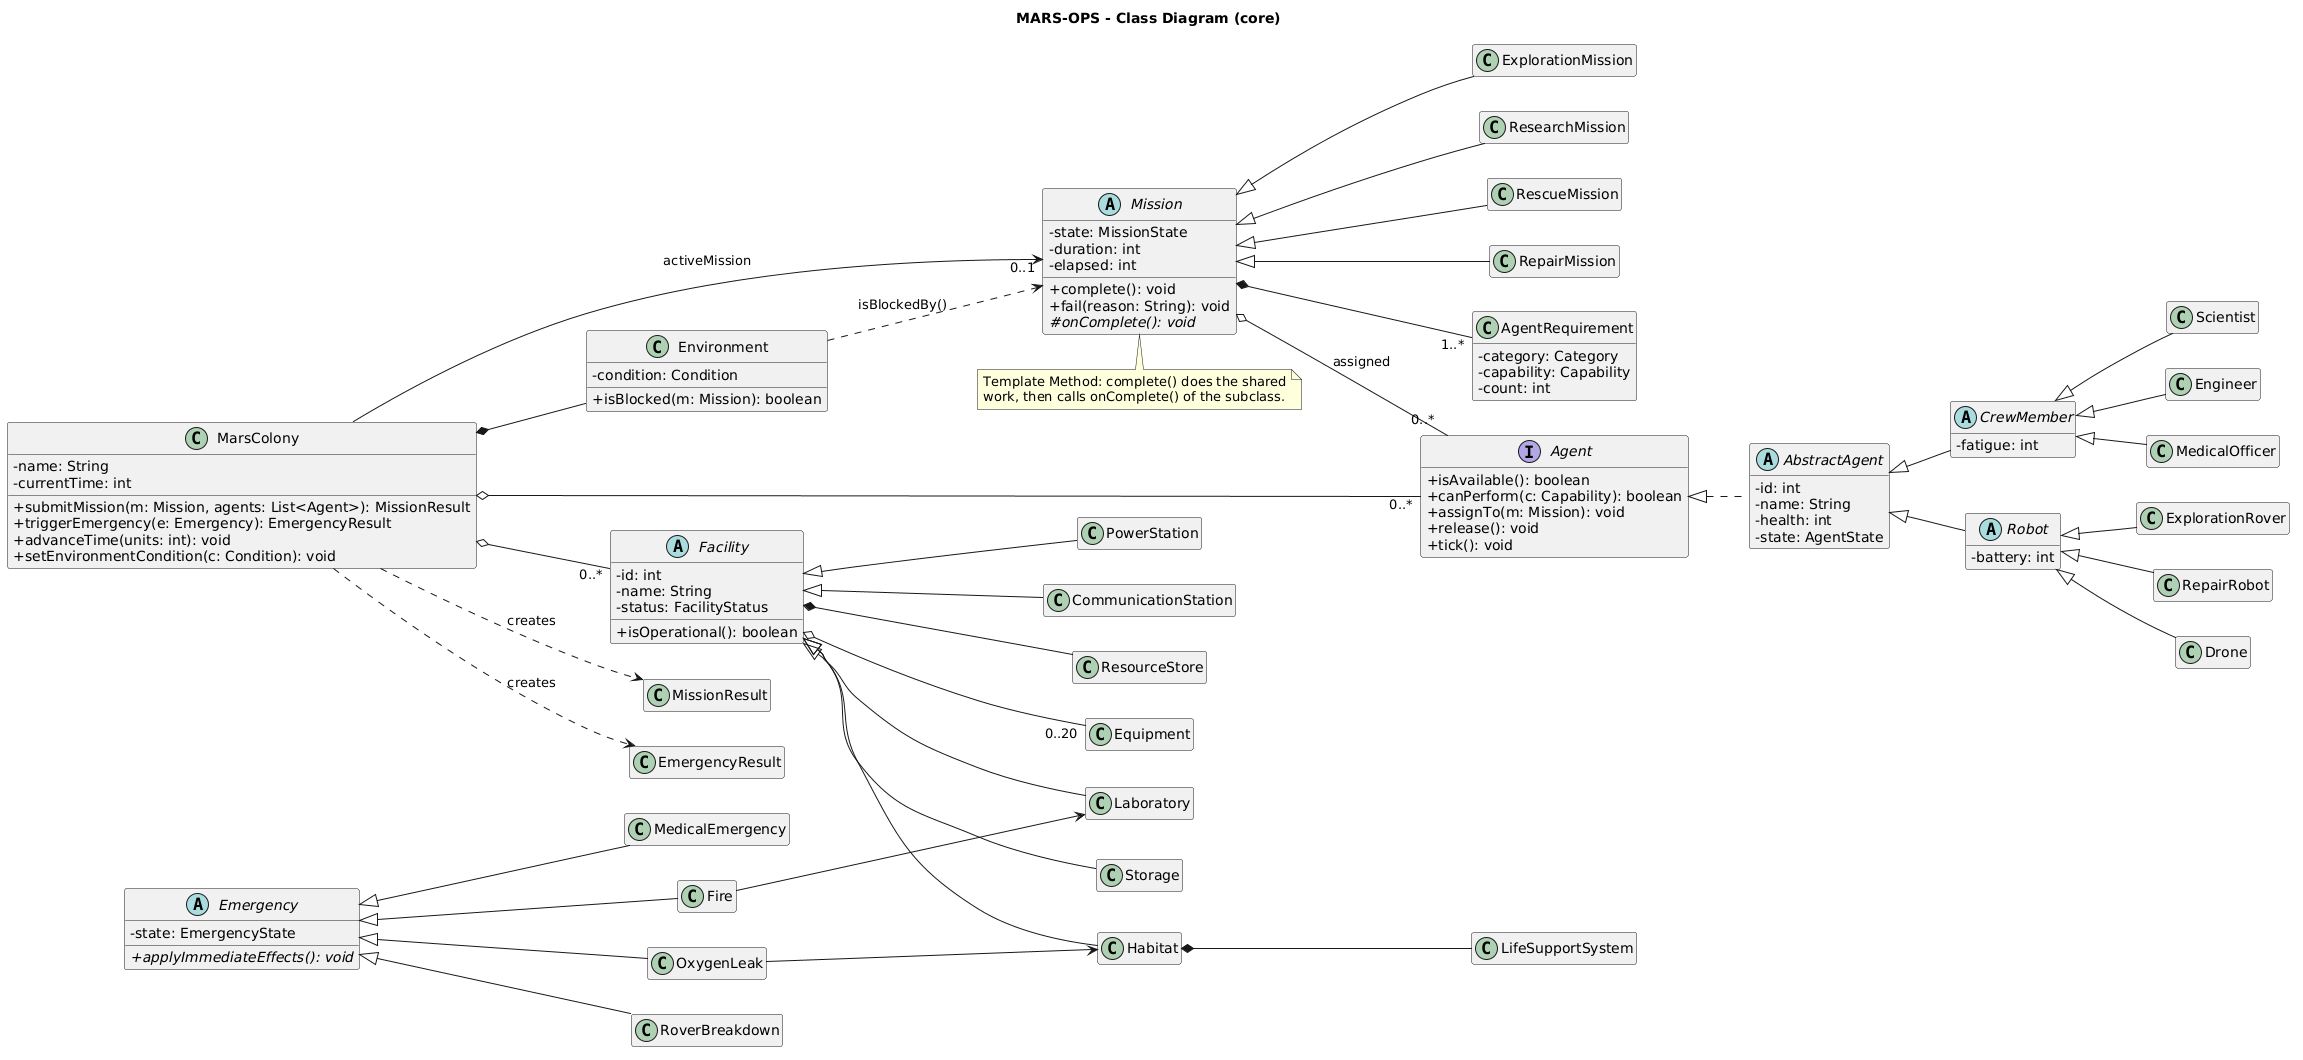 MARS-OPS - Class Diagram (core)
C ExplorationMission
C ResearchMission
C RescueMission
C RepairMission
A Mission
-state: MissionState
-duration: int
-elapsed: int
+complete(): void
+fail(reason: String): void
#onComplete(): void
activeMission
0..1
isBlockedBy()
C Environment
-condition: Condition
+isBlocked(m: Mission): boolean
Template Method: complete() does the shared
work, then calls onComplete() of the subclass.
C AgentRequirement
-category: Category
-capability: Capability
-count: int
1..*
assigned
0..*
C MarsColony
-name: String
-currentTime: int
+submitMission(m: Mission, agents: List<Agent>): MissionResult
+triggerEmergency(e: Emergency): EmergencyResult
+advanceTime(units: int): void
+setEnvironmentCondition(c: Condition): void
I Agent
+isAvailable(): boolean
+canPerform(c: Capability): boolean
+assignTo(m: Mission): void
+release(): void
+tick(): void
0..*
A AbstractAgent
-id: int
-name: String
-health: int
-state: AgentState
A CrewMember
-fatigue: int
C Scientist
C Engineer
C MedicalOfficer
A Robot
-battery: int
C ExplorationRover
C RepairRobot
C Drone
A Facility
-id: int
-name: String
-status: FacilityStatus
+isOperational(): boolean
0..*
C PowerStation
C CommunicationStation
C ResourceStore
C Equipment
0..20
C Laboratory
C Storage
C Habitat
C LifeSupportSystem
creates
C MissionResult
creates
C EmergencyResult
C MedicalEmergency
C Fire
C OxygenLeak
C RoverBreakdown
A Emergency
-state: EmergencyState
+applyImmediateEffects(): void